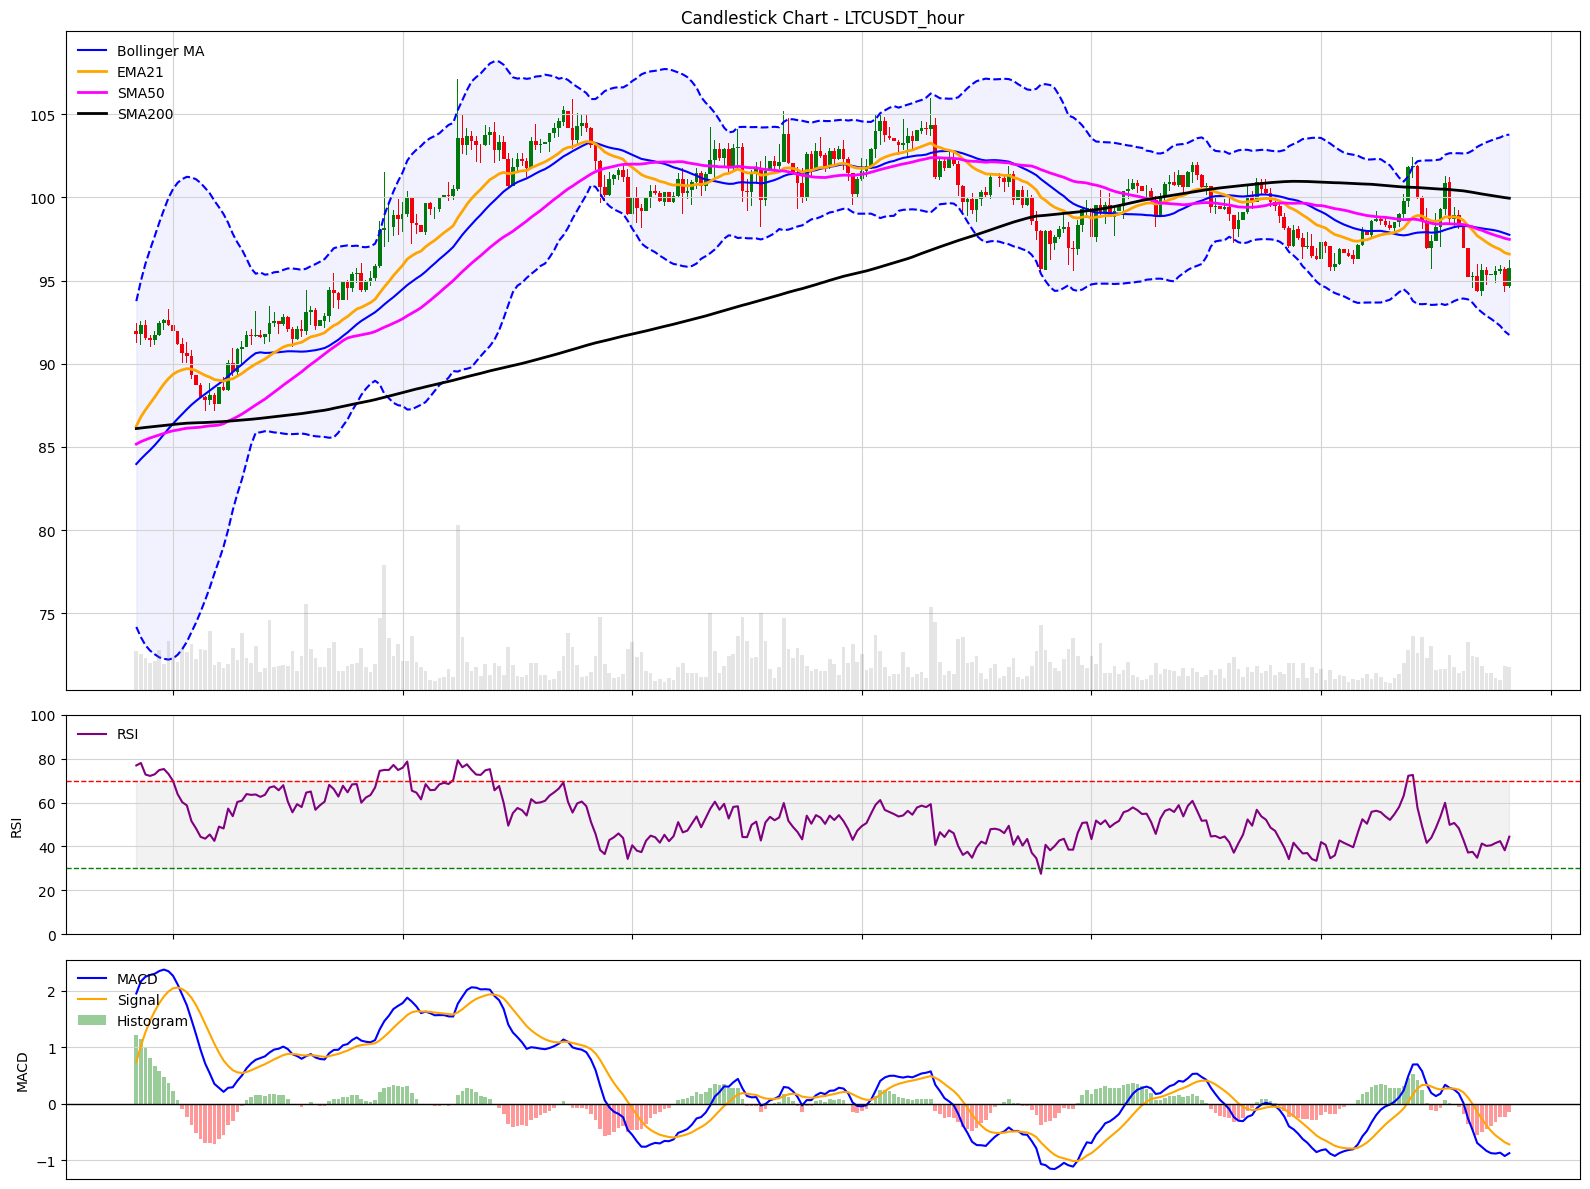 Candlestick Chart - LTCUSDT_hour
Bollinger MA
EMA21
SMA50
SMA200
105
100
95
90
85
80
75
RSI
100
80
60
40
20
0
RSI
MACD
Signal
Histogram
2
1
0
−1
MACD